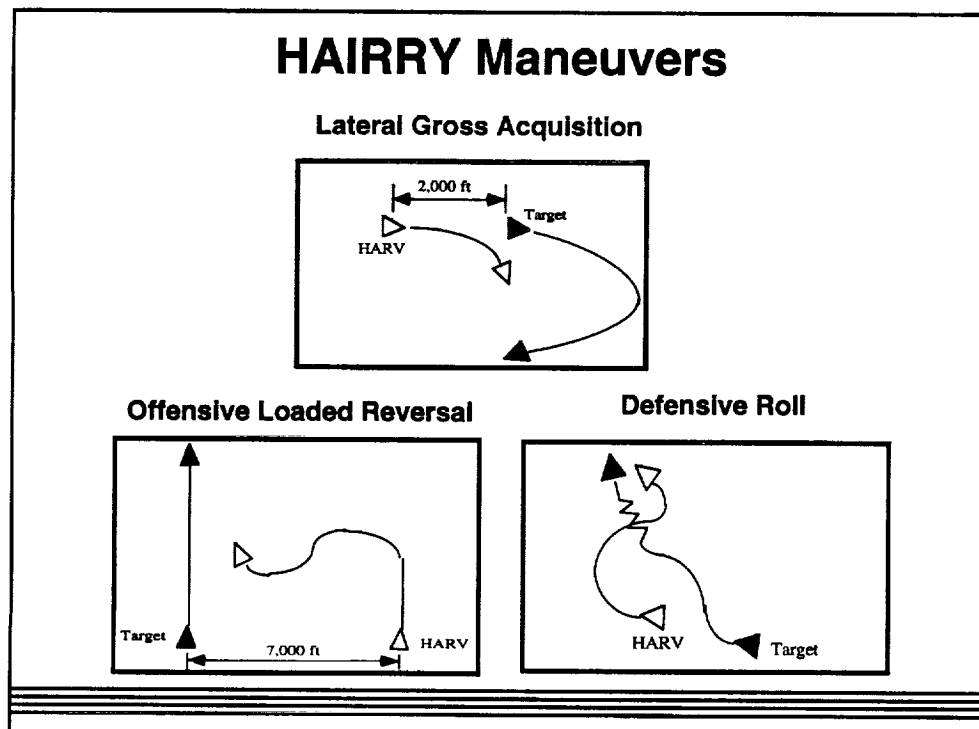 HAIRRY Maneuvers
Lateral Gross Acquisition
2,000 ft
Target
HARV
Offensive Loaded Reversal
Target
7,000 ft
HARV
Defensive Roll
HARV
Target